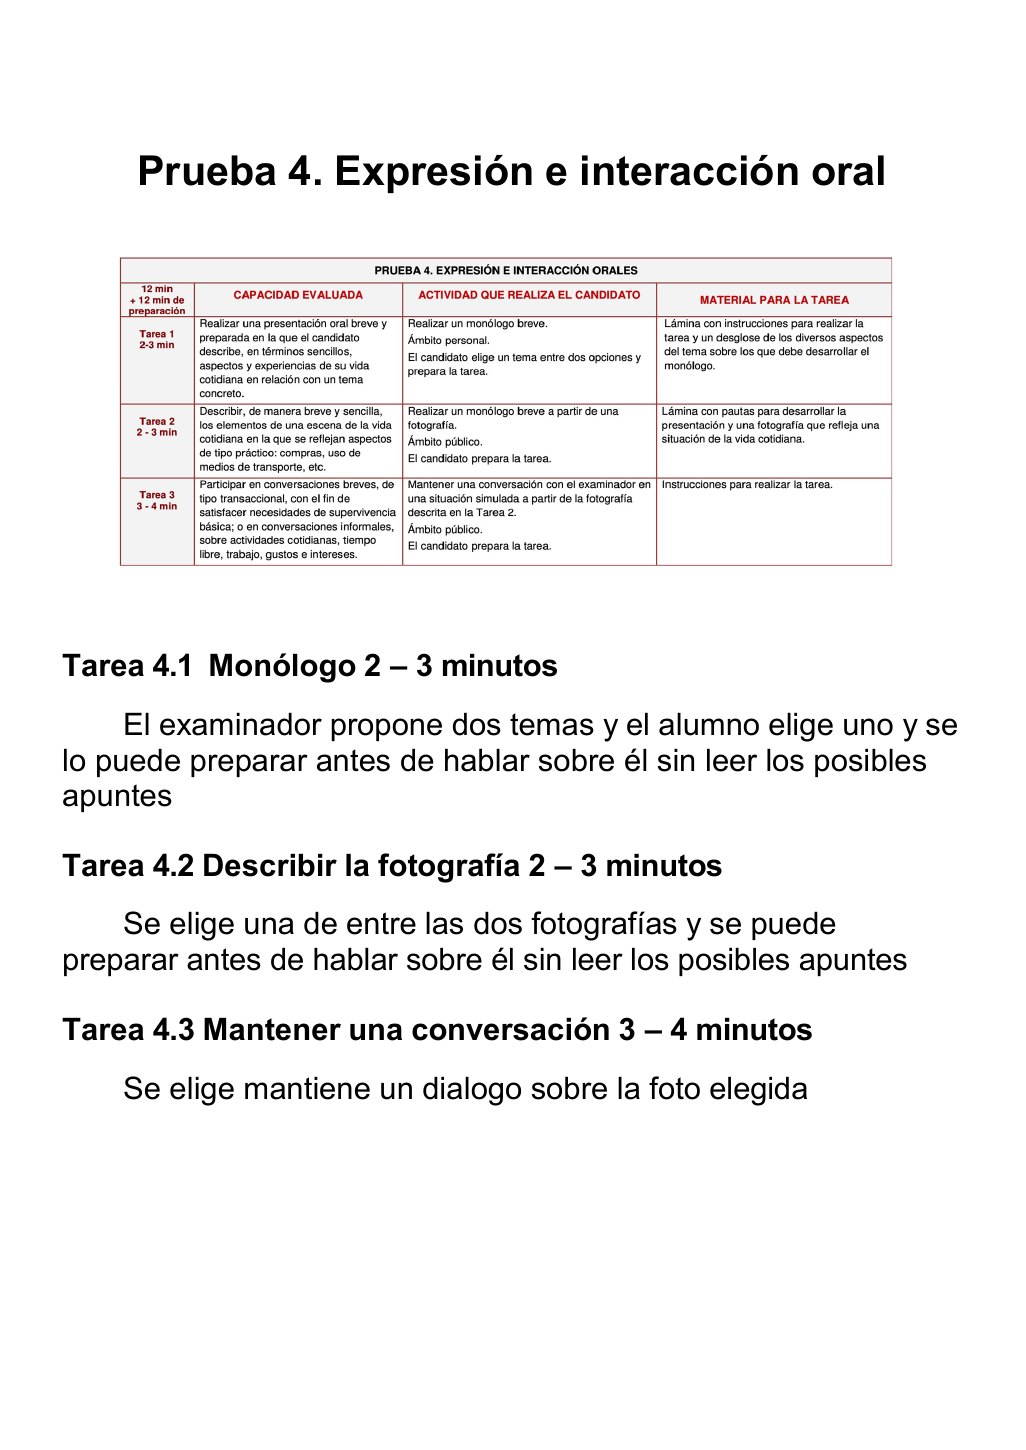 Prueba 4. Expresión e interacción oral
PRUEBA 4. EXPRESIÓN E INTERACCIÓN ORALES
12 min
+ 12 min de
preparación
CAPACIDAD EVALUADA
ACTIVIDAD QUE REALIZA EL CANDIDATO
MATERIAL PARA LA TAREA
Tarea 1
2-3 min
Realizar una presentación oral breve y
preparada en la que el candidato
describe, en términos sencillos,
aspectos y experiencias de su vida
cotidiana en relación con un tema
concreto.
Realizar un monólogo breve.
Ámbito personal.
El candidato elige un tema entre dos opciones y
prepara la tarea.
Lámina con instrucciones para realizar la
tarea y un desglose de los diversos aspectos
del tema sobre los que debe desarrollar el
monólogo.
Tarea 2
2 - 3 min
Describir, de manera breve y sencilla,
los elementos de una escena de la vida
cotidiana en la que se reflejan aspectos
de tipo práctico: compras, uso de
medios de transporte, etc.
Realizar un monólogo breve a partir de una
fotografía.
Ámbito público.
El candidato prepara la tarea.
Lámina con pautas para desarrollar la
presentación y una fotografía que refleja una
situación de la vida cotidiana.
Tarea 3
3 - 4 min
Participar en conversaciones breves, de
tipo transaccional, con el fin de
satisfacer necesidades de supervivencia
básica; o en conversaciones informales,
sobre actividades cotidianas, tiempo
libre, trabajo, gustos e intereses.
Mantener una conversación con el examinador en
una situación simulada a partir de la fotografía
descrita en la Tarea 2.
Ámbito público.
El candidato prepara la tarea.
Instrucciones para realizar la tarea.
Tarea 4.1 Monólogo 2 – 3 minutos
El examinador propone dos temas y el alumno elige uno y se
lo puede preparar antes de hablar sobre él sin leer los posibles
apuntes
Tarea 4.2 Describir la fotografía 2 – 3 minutos
Se elige una de entre las dos fotografías y se puede
preparar antes de hablar sobre él sin leer los posibles apuntes
Tarea 4.3 Mantener una conversación 3 – 4 minutos
Se elige mantiene un dialogo sobre la foto elegida